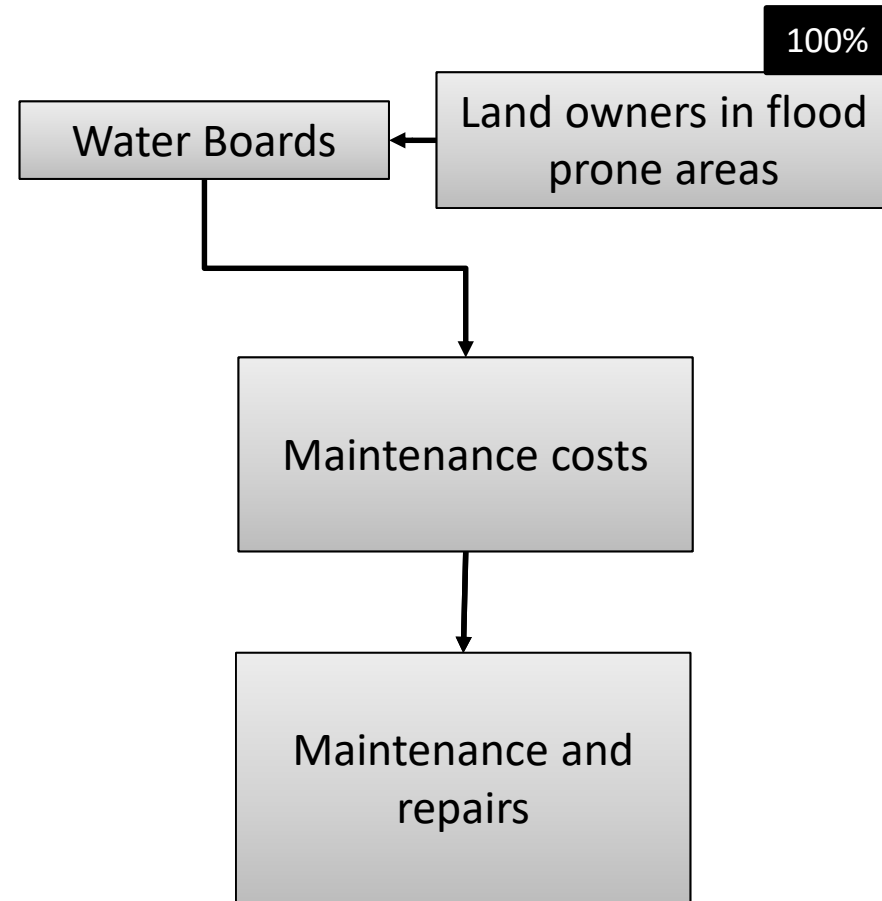 100%
Water Boards
Land owners in flood
prone areas
Maintenance costs
Maintenance and
repairs